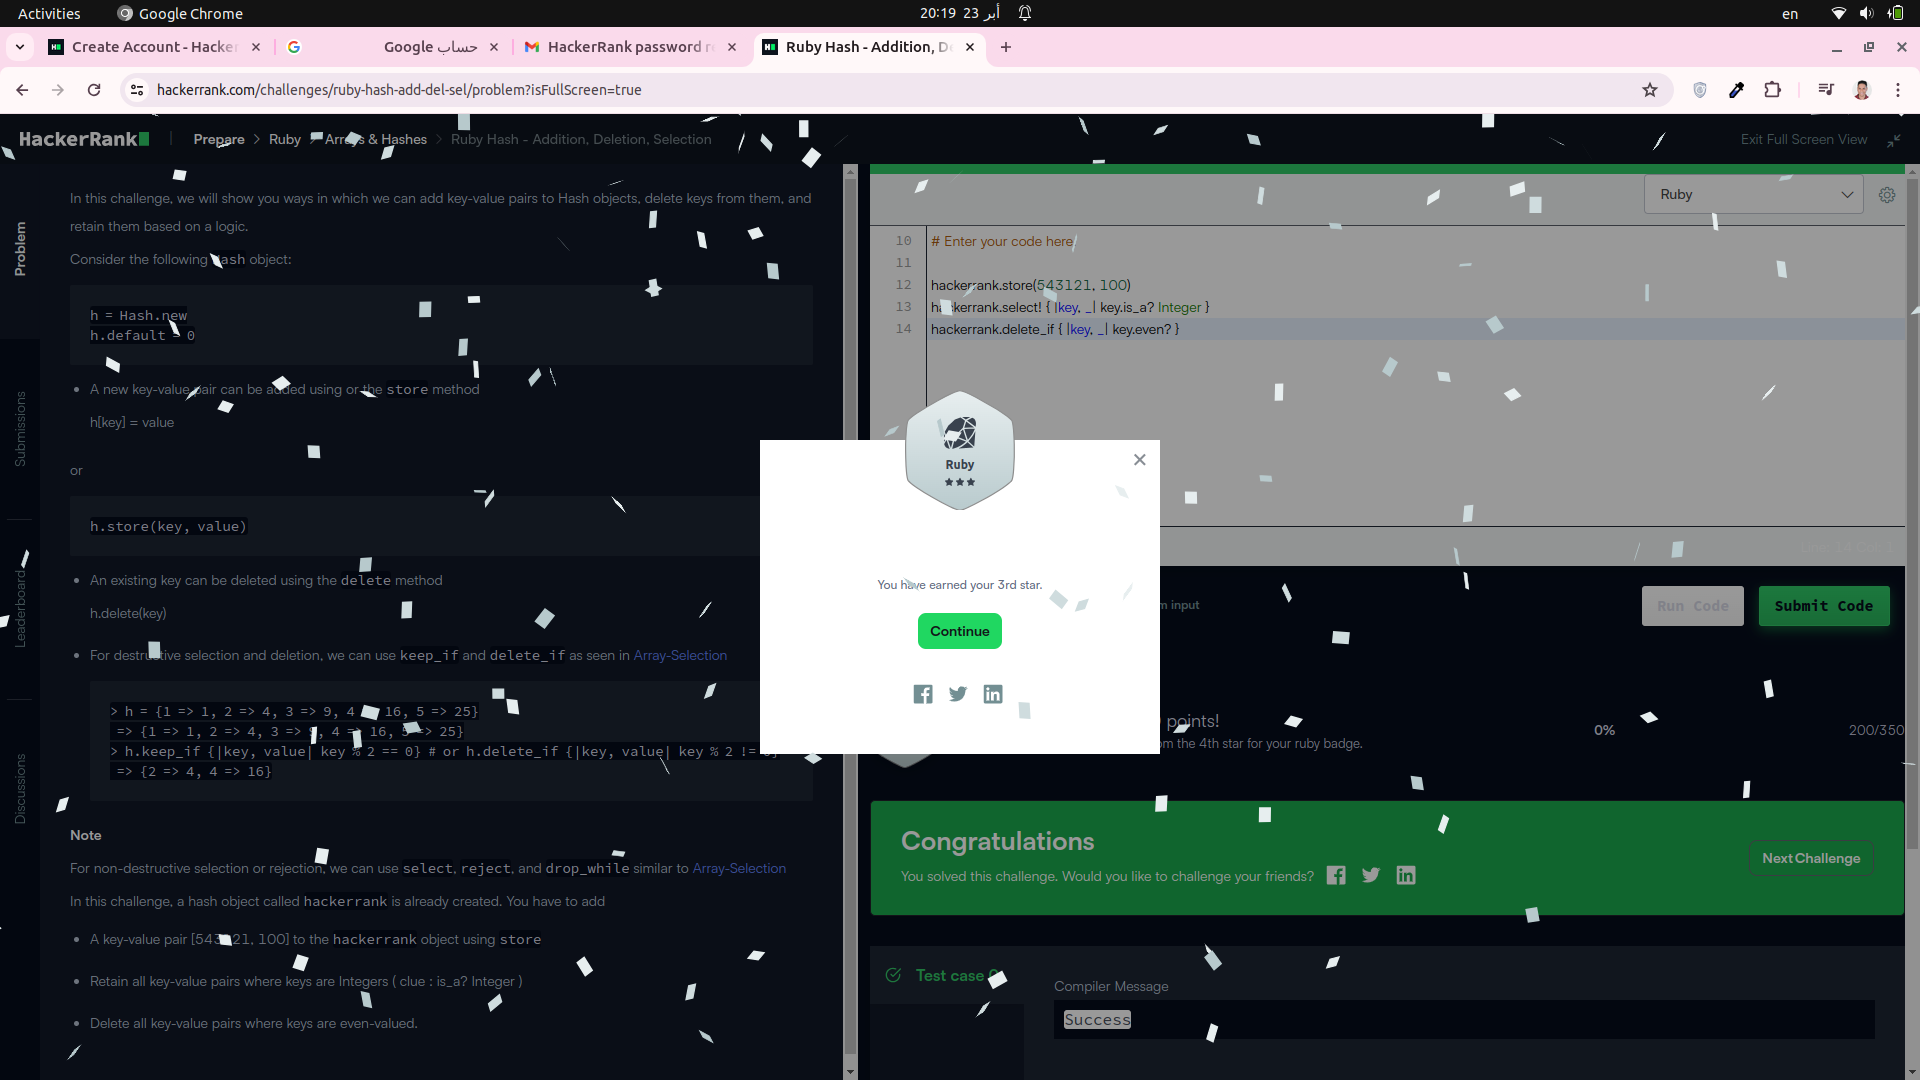 Activities
Google Chrome
20:19 23 أبر
en
Create Account - Hacker
حساب Google
HackerRank password r
Ruby Hash - Addition, D
hackerrank.com/challenges/ruby-hash-add-del-sel/problem?isFullScreen=true
HackerRank
Prepare > Ruby > Arrays & Hashes > Ruby Hash - Addition, Deletion, Selection
Exit Full Screen View
Problem
Submissions
Leaderboard
Discussions
In this challenge, we will show you ways in which we can add key-value pairs to Hash objects, delete keys from them, and
retain them based on a logic.
Consider the following Hash object:
h = Hash.new
h.default = 0
• A new key-value pair can be added using or the store method
h[key] = value
or
h.store(key, value)
• An existing key can be deleted using the delete method
h.delete(key)
• For destructive selection and deletion, we can use keep_if and delete_if as seen in Array-Selection
> h = {1 => 1, 2 => 4, 3 => 9, 4 => 16, 5 => 25}
=> {1 => 1, 2 => 4, 3 => 9, 4 => 16, 5 => 25}
> h.keep_if {|key, value| key % 2 == 0} # or h.delete_if {|key, value| key % 2 != 0}
=> {2 => 4, 4 => 16}
Note
For non-destructive selection or rejection, we can use select, reject, and drop_while similar to Array-Selection
In this challenge, a hash object called hackerrank is already created. You have to add
• A key-value pair [543121, 100] to the hackerrank object using store
• Retain all key-value pairs where keys are Integers ( clue : is_a? Integer )
• Delete all key-value pairs where keys are even-valued.
Ruby
10 # Enter your code here
11
12 hackerrank.store(543121, 100)
13 hackerrank.select! { |key, _| key.is_a? Integer }
14 hackerrank.delete_if { |key, _| key.even? }
Ruby
You have earned your 3rd star.
Continue
m input
Run Code
Submit Code
points!
om the 4th star for your ruby badge.
0%
200/350
Congratulations
You solved this challenge. Would you like to challenge your friends?
Next Challenge
Test case
Compiler Message
Success